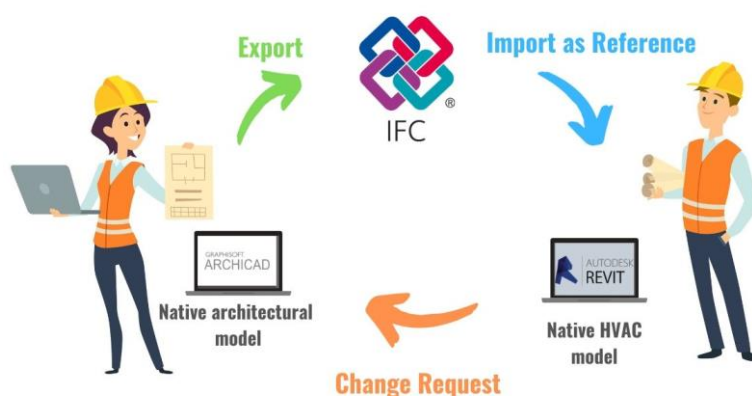 Export
Import as Reference
®
IFC
GRAPHISOFT
ARCHICAD
Native architectural
model
AUTODESK
REVIT
Native HVAC
model
Change Request